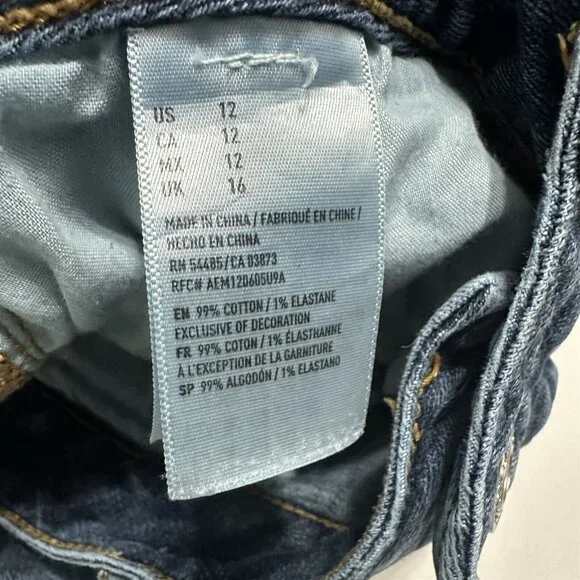 US 12
CA 12
MX 12
UK 16
MADE IN CHINA / FABRIQUÉ EN CHINE /
HECHO EN CHINA
RN 54485/CA 03873
RFC# AEM120605U9A
EN 99% COTTON / 1% ELASTANE
EXCLUSIVE OF DECORATION
FR 99% COTON / 1% ÉLASTHANNE
À L'EXCEPTION DE LA GARNITURE
SP 99% ALGODÓN / 1% ELASTANO